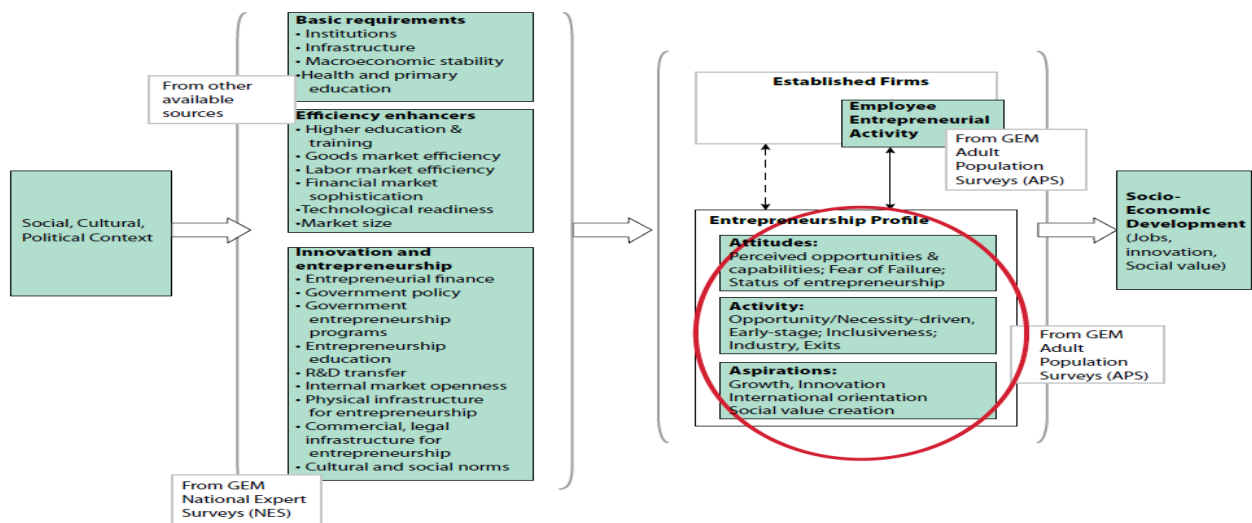 Social, Cultural,
Political Context
From other
available
sources
Basic requirements
• Institutions
• Infrastructure
• Macroeconomic stability
•Health and primary
education
Efficiency enhancers
• Higher education &
training
• Goods market efficiency
• Labor market efficiency
• Financial market
sophistication
•Technological readiness
•Market size
Innovation and
entrepreneurship
• Entrepreneurial finance
• Government policy
• Government
entrepreneurship
programs
• Entrepreneurship
education
• R&D transfer
• Internal market openness
• Physical infrastructure
for entrepreneurship
• Commercial, legal
infrastructure for
entrepreneurship
• Cultural and social norms
From GEM
National Expert
Surveys (NES)
Established Firms
Employee
Entrepreneurial
Activity
From GEM
Adult
Population
Surveys (APS)
Entrepreneurship Profile
Attitudes:
Perceived opportunities &
capabilities; Fear of Failure;
Status of entrepreneurship
Activity:
Opportunity/Necessity-driven,
Early-stage; Inclusiveness;
Industry, Exits
Aspirations:
Growth, Innovation
International orientation
Social value creation
From GEM
Adult
Population
Surveys (APS)
Socio-
Economic
Development
(Jobs,
innovation,
Social value)